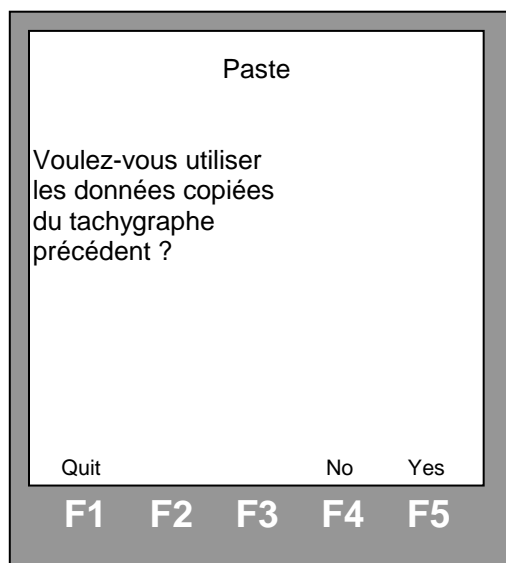 Paste
Voulez-vous utiliser
les données copiées
du tachygraphe
précédent ?
Quit No Yes
F1 F2 F3 F4 F5